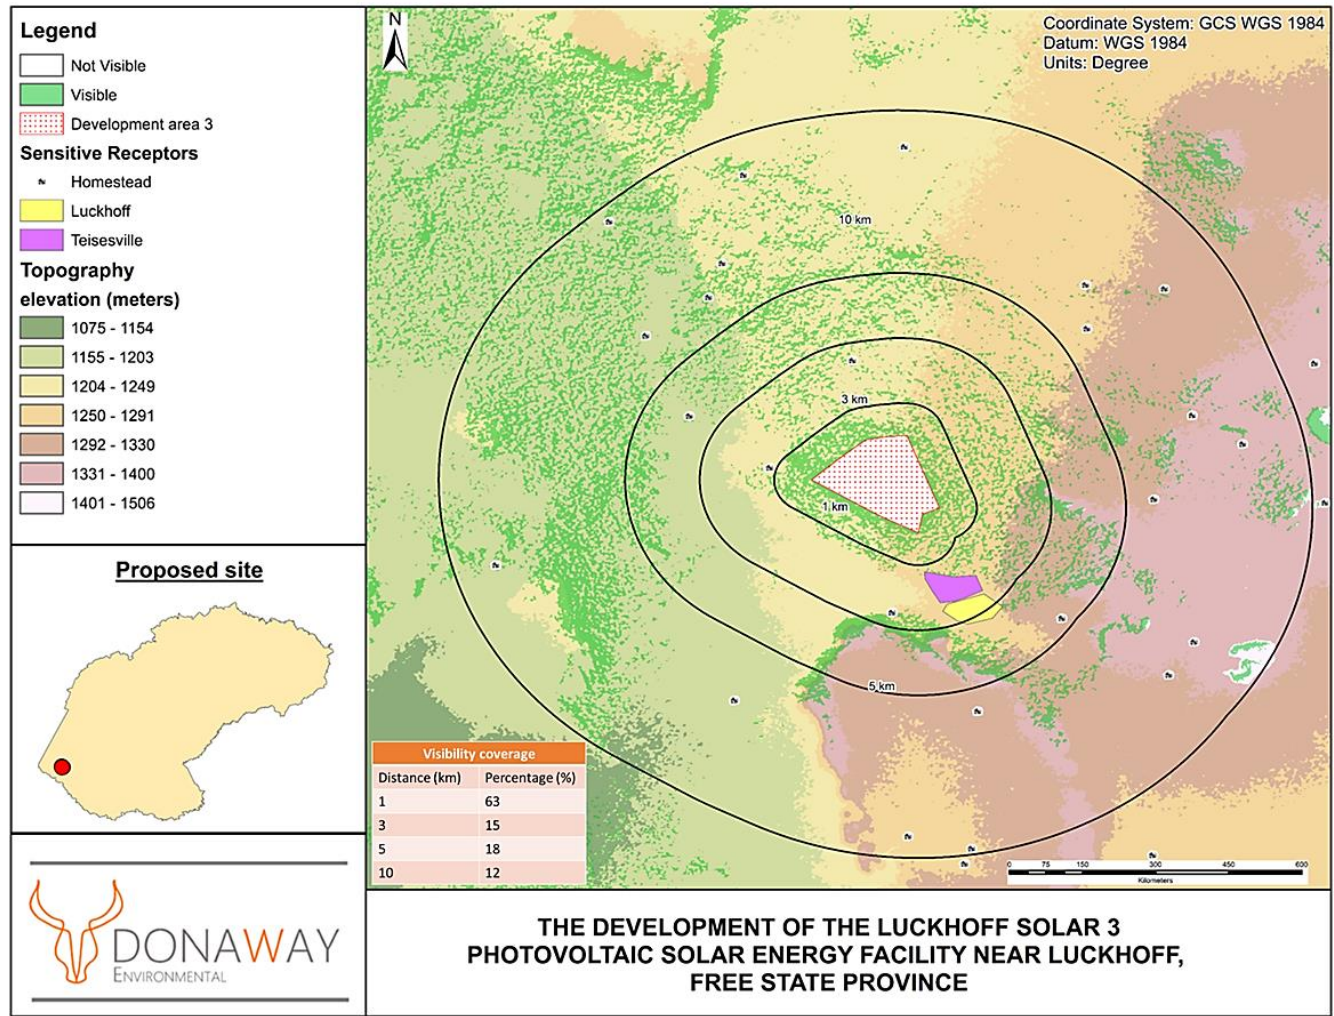 Legend
Not Visible
Visible
Development area 3
Sensitive Receptors
Homestead
Luckhoff
Teisesville
Topography
elevation (meters)
1075 - 1154
1155 - 1203
1204 - 1249
1250 - 1291
1292 - 1330
1331 - 1400
1401 - 1506
Proposed site
DONAWAY
ENVIRONMENTAL
N
Coordinate System: GCS WGS 1984
Datum: WGS 1984
Units: Degree
10 km
3 km
1 km
5 km
Visibility coverage
Distance (km) Percentage (%)
1 63
3 15
5 18
10 12
0 75 150 300 450 600
Kilometers
THE DEVELOPMENT OF THE LUCKHOFF SOLAR 3
PHOTOVOLTAIC SOLAR ENERGY FACILITY NEAR LUCKHOFF,
FREE STATE PROVINCE